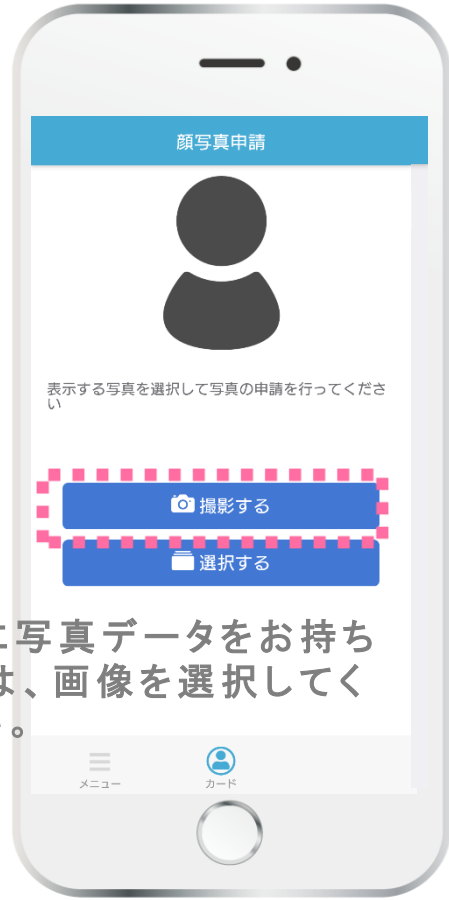 顔写真申請
表示する写真を選択して写真の申請を行ってくださ
い
撮影する
選択する
写真データをお持ち
、画像を選択してく
。
メニュー
カード